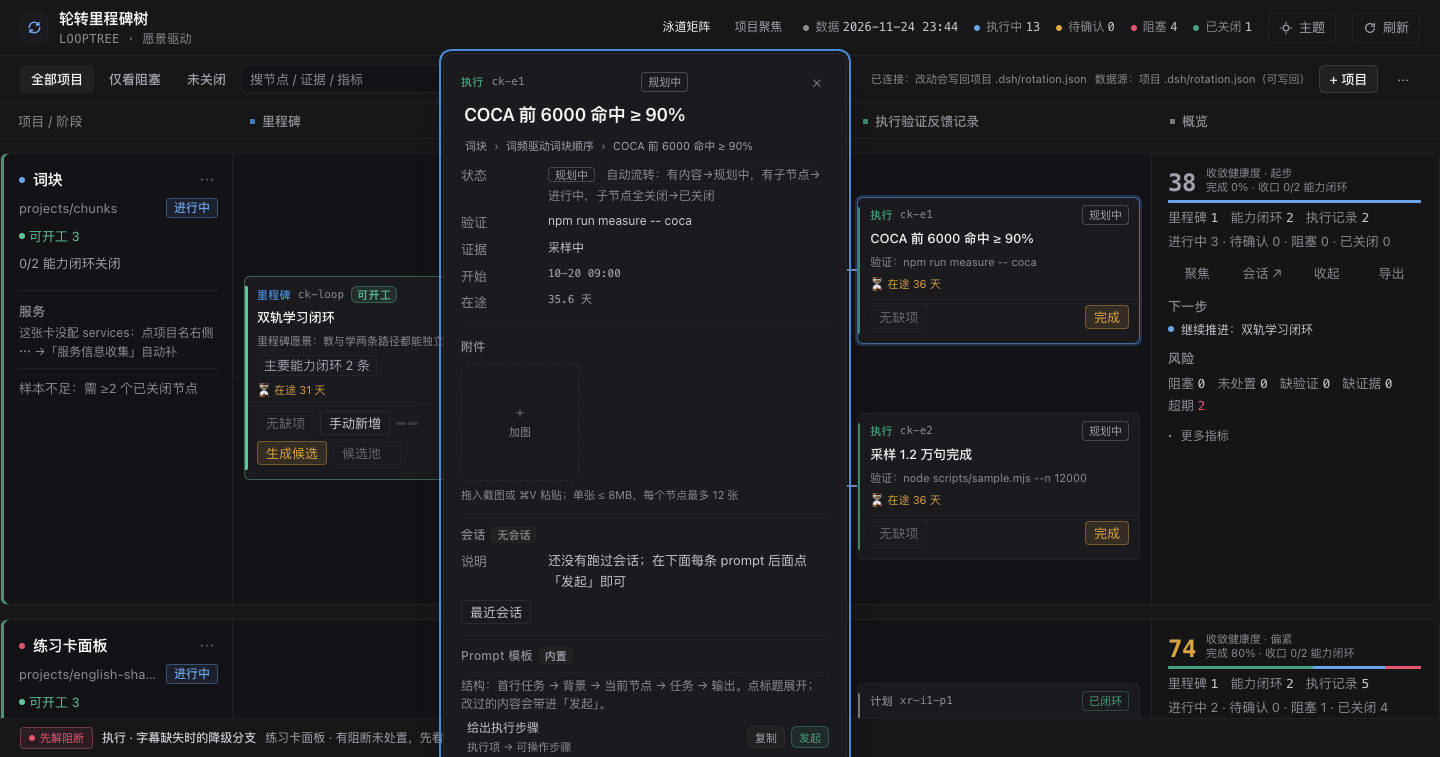 轮转里程碑树
LOOPTREE · 愿景驱动
泳道矩阵
项目聚焦
数据 2026-11-24 23:44
执行中 13
待确认 0
阻塞 4
已关闭 1
主题
刷新
全部项目
仅看阻塞
未关闭
搜节点 / 证据 / 指标
已连接：改动会写回项目 .dsh/rotation.json
数据源：项目 .dsh/rotation.json（可写回）
+ 项目
···
项目 / 阶段
里程碑
执行验证反馈记录
概览
词块
···
projects/chunks
进行中
可开工 3
0/2 能力闭环关闭
服务
这张卡没配 services：点项目名右侧
··· →「服务信息收集」自动补
样本不足：需 ≥2 个已关闭节点
里程碑 ck-loop 可开工
双轨学习闭环
里程碑愿景：教与学两条路径都能独立
主要能力闭环 2 条
⏳ 在途 31 天
无缺项
手动新增
生成候选
候选池
执行 ck-e1
规划中
×
COCA 前 6000 命中 ≥ 90%
词块 › 词频驱动词块顺序 › COCA 前 6000 命中 ≥ 90%
状态
规划中 自动流转：有内容→规划中，有子节点→
进行中，子节点全关闭→已关闭
验证
npm run measure -- coca
证据
采样中
开始
10-20 09:00
在途
35.6 天
附件
+
加图
拖入截图或 ⌘V 粘贴；单张 ≤ 8MB，每个节点最多 12 张
会话 无会话
说明
还没有跑过会话；在下面每条 prompt 后面点
「发起」即可
最近会话
Prompt 模板 内置
结构：首行任务 → 背景 → 当前节点 → 任务 → 输出。点标题展开；
改过的内容会带进「发起」。
给出执行步骤
执行项 → 可操作步骤
复制
发起
执行 ck-e1
规划中
COCA 前 6000 命中 ≥ 90%
验证：npm run measure -- coca
⏳ 在途 36 天
无缺项
完成
执行 ck-e2
规划中
采样 1.2 万句完成
验证：node scripts/sample.mjs --n 12000
⏳ 在途 36 天
无缺项
完成
38
收敛健康度 · 起步
完成 0% · 收口 0/2 能力闭环
里程碑 1 能力闭环 2 执行记录 2
进行中 3 · 待确认 0 · 阻塞 0 · 已关闭 0
聚焦
会话 ↗
收起
导出
下一步
继续推进：双轨学习闭环
风险
阻塞 0 未处置 0 缺验证 0 缺证据 0
超期 2
‣ 更多指标
练习卡面板
···
projects/english-sha...
进行中
可开工 3
计划 xr-i1-p1
已闭环
74
收敛健康度 · 偏紧
完成 80% · 收口 0/2 能力闭环
里程碑 1 能力闭环 2 执行记录 5
进行中 2 · 待确认 0 · 阻塞 1 · 已关闭 4
先解阻断
执行 · 字幕缺失时的降级分支
练习卡面板 · 有阻断未处置，先看